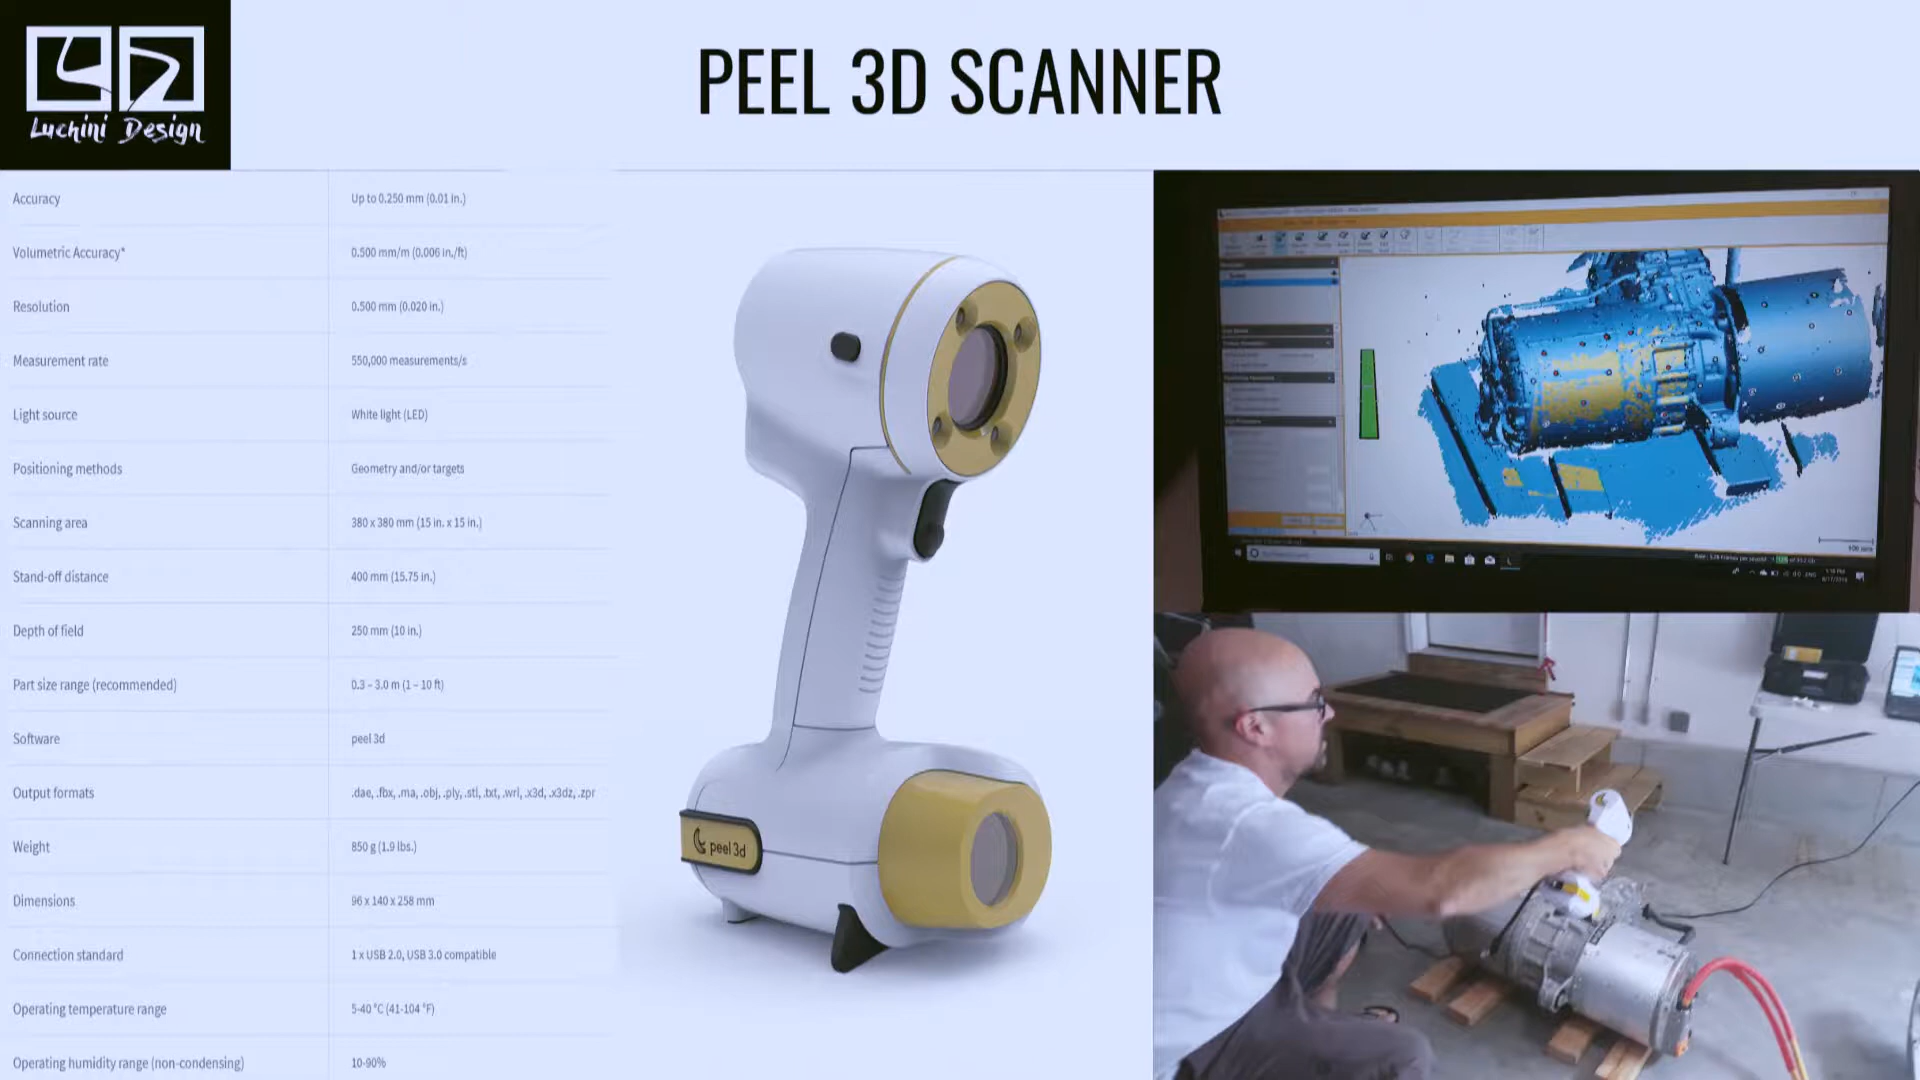 Luchini Design
PEEL 3D SCANNER
Accuracy Up to 0.250 mm (0.01 in.)
Volumetric Accuracy* 0.500 mm/m (0.006 in./ft)
Resolution 0.500 mm (0.020 in.)
Measurement rate 550,000 measurements/s
Light source White light (LED)
Positioning methods Geometry and/or targets
Scanning area 380 x 380 mm (15 in. x 15 in.)
Stand-off distance 400 mm (15.75 in.)
Depth of field 250 mm (10 in.)
Part size range (recommended) 0.3 – 3.0 m (1 – 10 ft)
Software peel 3d
Output formats .dae, .fbx, .ma, .obj, .ply, .stl, .txt, .wrl, .x3d, .x3dz, .zpr
Weight 850 g (1.9 lbs.)
Dimensions 96 x 140 x 258 mm
Connection standard 1 x USB 2.0, USB 3.0 compatible
Operating temperature range 5-40 °C (41-104 °F)
Operating humidity range (non-condensing) 10-90%
peel 3d